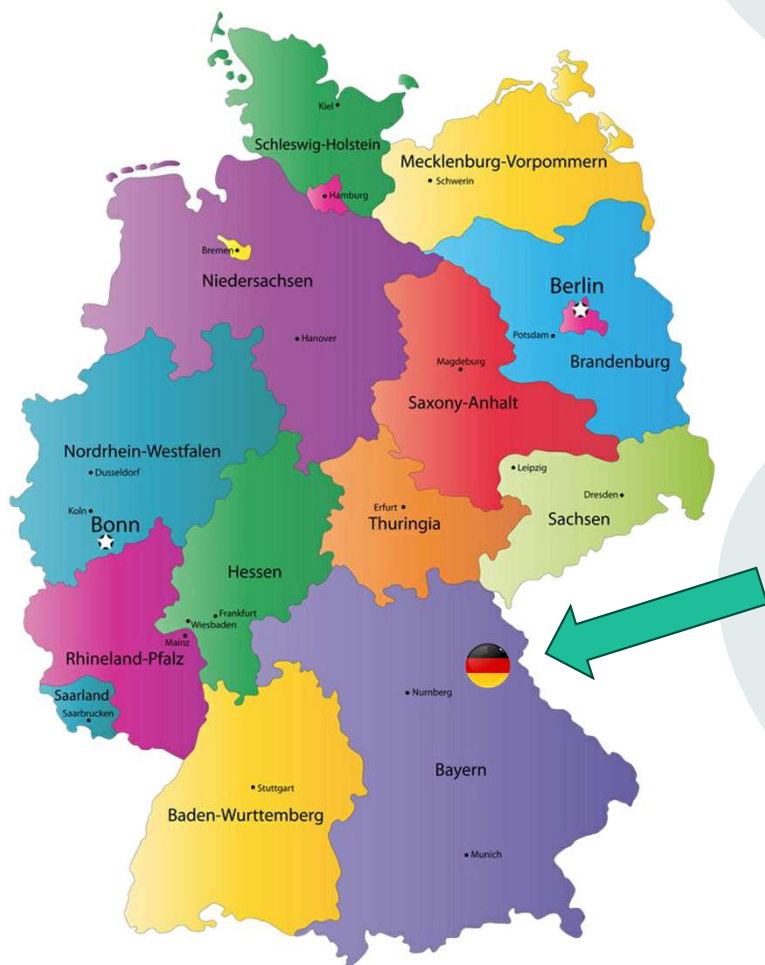 Kiel
Schleswig-Holstein
Mecklenburg-Vorpommern
Schwerin
Hamburg
Bremen
Niedersachsen
Berlin
Hanover
Potsdam
Magdeburg
Brandenburg
Saxony-Anhalt
Nordrhein-Westfalen
Dusseldorf
Leipzig
Dresden
Koln
Erfurt
Bonn
Thuringia
Sachsen
Hessen
Frankfurt
Wiesbaden
Mainz
Rhineland-Pfalz
Saarland
Saarbrucken
Nurnberg
Bayern
Stuttgart
Baden-Wurttemberg
Munich